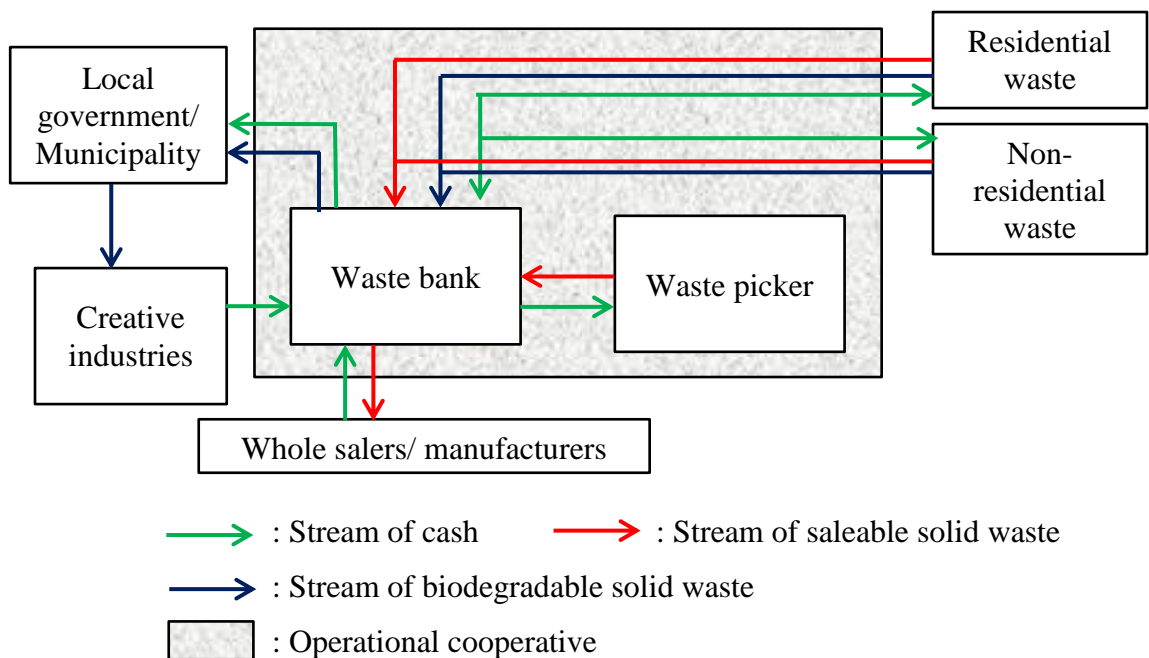 Local
government/
Municipality
Residential
waste
Non-
residential
waste
Waste bank
Waste picker
Creative
industries
Whole salers/ manufacturers
: Stream of cash
: Stream of saleable solid waste
: Stream of biodegradable solid waste
: Operational cooperative